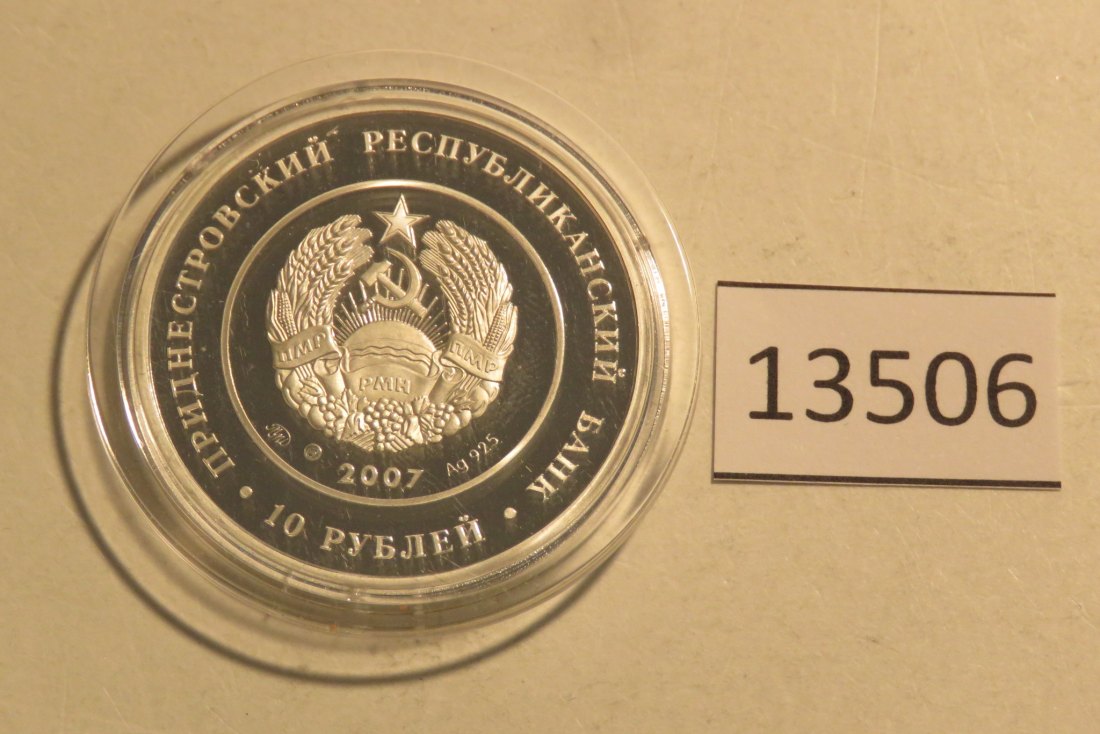 ПРИДНЕСТРОВСКИЙ РЕСПУБЛИКАНСКИЙ БАНК
ПМР
ПМР
РМН
2007
Ag 925
• 10 РУБЛЕЙ •
13506